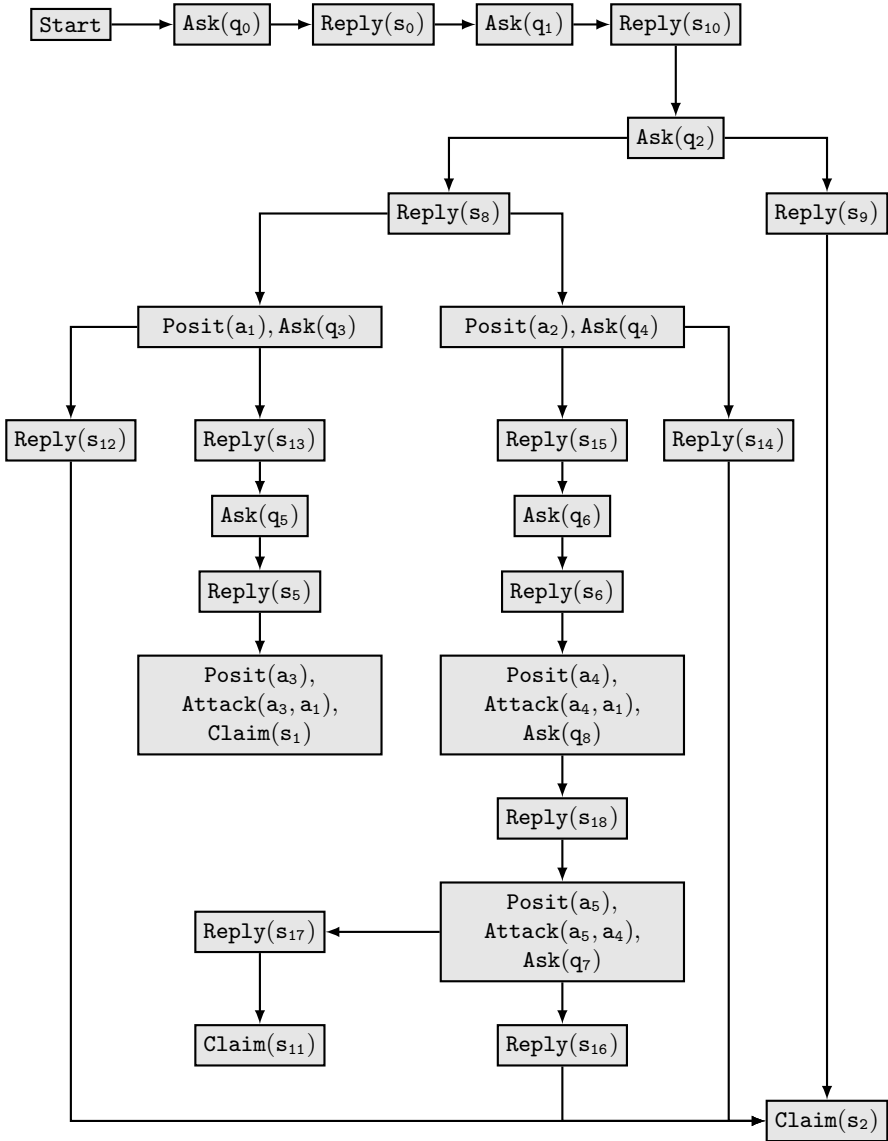 Start
Ask(q₀)
Reply(s₀)
Ask(q₁)
Reply(s₁₀)
Ask(q₂)
Reply(s₈)
Reply(s₉)
Posit(a₁), Ask(q₃)
Posit(a₂), Ask(q₄)
Reply(s₁₂)
Reply(s₁₃)
Reply(s₁₅)
Reply(s₁₄)
Ask(q₅)
Ask(q₆)
Reply(s₅)
Reply(s₆)
Posit(a₃),
Attack(a₃, a₁),
Claim(s₁)
Posit(a₄),
Attack(a₄, a₁),
Ask(q₈)
Reply(s₁₈)
Posit(a₅),
Attack(a₅, a₄),
Ask(q₇)
Reply(s₁₇)
Claim(s₁₁)
Reply(s₁₆)
Claim(s₂)